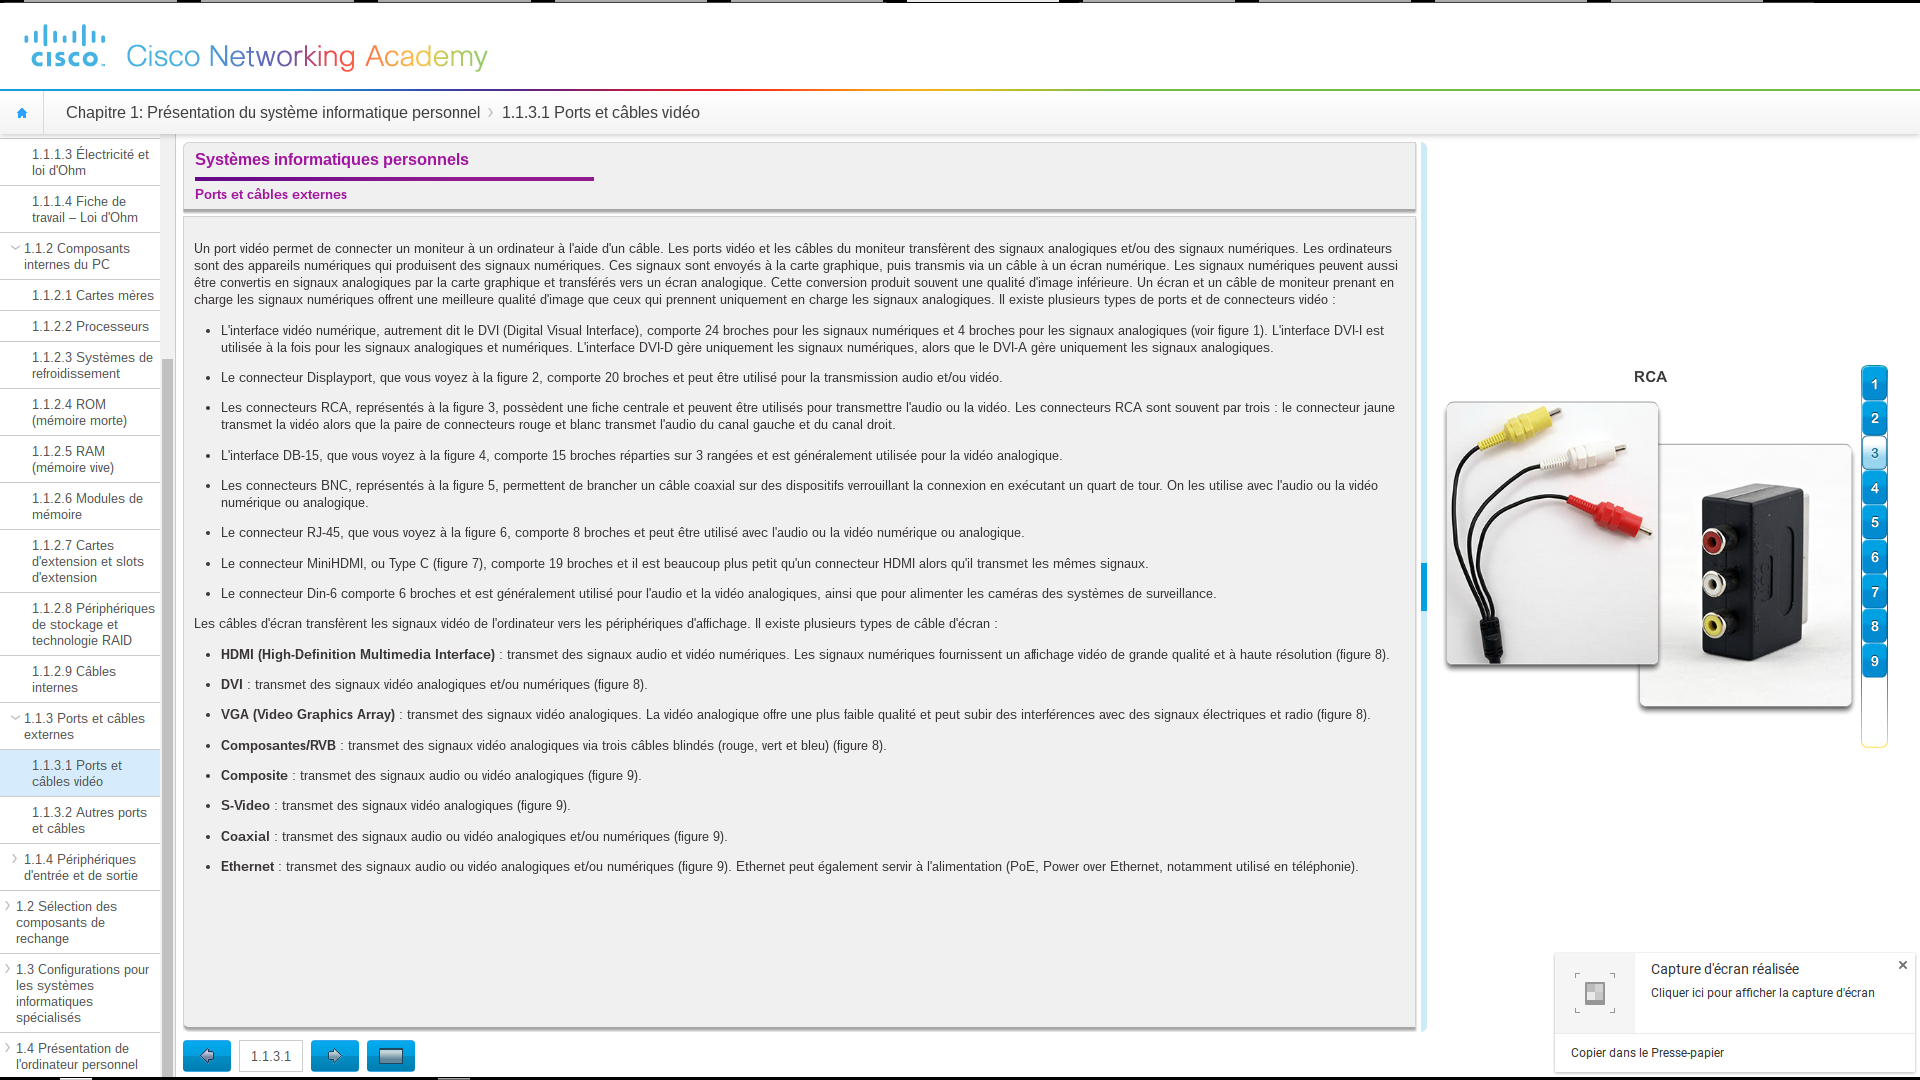 CISCO
Cisco Networking Academy
Chapitre 1: Présentation du système informatique personnel
1.1.3.1 Ports et câbles vidéo
1.1.1.3 Électricité et
loi d'Ohm
1.1.1.4 Fiche de
travail – Loi d'Ohm
1.1.2 Composants
internes du PC
1.1.2.1 Cartes mères
1.1.2.2 Processeurs
1.1.2.3 Systèmes de
refroidissement
1.1.2.4 ROM
(mémoire morte)
1.1.2.5 RAM
(mémoire vive)
1.1.2.6 Modules de
mémoire
1.1.2.7 Cartes
d'extension et slots
d'extension
1.1.2.8 Périphériques
de stockage et
technologie RAID
1.1.2.9 Câbles
internes
1.1.3 Ports et câbles
externes
1.1.3.1 Ports et
câbles vidéo
1.1.3.2 Autres ports
et câbles
1.1.4 Périphériques
d'entrée et de sortie
1.2 Sélection des
composants de
rechange
1.3 Configurations pour
les systèmes
informatiques
spécialisés
1.4 Présentation de
l'ordinateur personnel
Systèmes informatiques personnels
Ports et câbles externes
Un port vidéo permet de connecter un moniteur à un ordinateur à l'aide d'un câble. Les ports vidéo et les câbles du moniteur transfèrent des signaux analogiques et/ou des signaux numériques. Les ordinateurs
sont des appareils numériques qui produisent des signaux numériques. Ces signaux sont envoyés à la carte graphique, puis transmis via un câble à un écran numérique. Les signaux numériques peuvent aussi
être convertis en signaux analogiques par la carte graphique et transférés vers un écran analogique. Cette conversion produit souvent une qualité d'image inférieure. Un écran et un câble de moniteur prenant en
charge les signaux numériques offrent une meilleure qualité d'image que ceux qui prennent uniquement en charge les signaux analogiques. Il existe plusieurs types de ports et de connecteurs vidéo :
• L'interface vidéo numérique, autrement dit le DVI (Digital Visual Interface), comporte 24 broches pour les signaux numériques et 4 broches pour les signaux analogiques (voir figure 1). L'interface DVI-I est
utilisée à la fois pour les signaux analogiques et numériques. L'interface DVI-D gère uniquement les signaux numériques, alors que le DVI-A gère uniquement les signaux analogiques.
• Le connecteur Displayport, que vous voyez à la figure 2, comporte 20 broches et peut être utilisé pour la transmission audio et/ou vidéo.
• Les connecteurs RCA, représentés à la figure 3, possèdent une fiche centrale et peuvent être utilisés pour transmettre l'audio ou la vidéo. Les connecteurs RCA sont souvent par trois : le connecteur jaune
transmet la vidéo alors que la paire de connecteurs rouge et blanc transmet l'audio du canal gauche et du canal droit.
• L'interface DB-15, que vous voyez à la figure 4, comporte 15 broches réparties sur 3 rangées et est généralement utilisée pour la vidéo analogique.
• Les connecteurs BNC, représentés à la figure 5, permettent de brancher un câble coaxial sur des dispositifs verrouillant la connexion en exécutant un quart de tour. On les utilise avec l'audio ou la vidéo
numérique ou analogique.
• Le connecteur RJ-45, que vous voyez à la figure 6, comporte 8 broches et peut être utilisé avec l'audio ou la vidéo numérique ou analogique.
• Le connecteur MiniHDMI, ou Type C (figure 7), comporte 19 broches et il est beaucoup plus petit qu'un connecteur HDMI alors qu'il transmet les mêmes signaux.
• Le connecteur Din-6 comporte 6 broches et est généralement utilisé pour l'audio et la vidéo analogiques, ainsi que pour alimenter les caméras des systèmes de surveillance.
Les câbles d'écran transfèrent les signaux vidéo de l'ordinateur vers les périphériques d'affichage. Il existe plusieurs types de câble d'écran :
• HDMI (High-Definition Multimedia Interface) : transmet des signaux audio et vidéo numériques. Les signaux numériques fournissent un affichage vidéo de grande qualité et à haute résolution (figure 8).
• DVI : transmet des signaux vidéo analogiques et/ou numériques (figure 8).
• VGA (Video Graphics Array) : transmet des signaux vidéo analogiques. La vidéo analogique offre une plus faible qualité et peut subir des interférences avec des signaux électriques et radio (figure 8).
• Composantes/RVB : transmet des signaux vidéo analogiques via trois câbles blindés (rouge, vert et bleu) (figure 8).
• Composite : transmet des signaux audio ou vidéo analogiques (figure 9).
• S-Video : transmet des signaux vidéo analogiques (figure 9).
• Coaxial : transmet des signaux audio ou vidéo analogiques et/ou numériques (figure 9).
• Ethernet : transmet des signaux audio ou vidéo analogiques et/ou numériques (figure 9). Ethernet peut également servir à l'alimentation (PoE, Power over Ethernet, notamment utilisé en téléphonie).
1.1.3.1
RCA
1
2
3
4
5
6
7
8
9
Capture d'écran réalisée
Cliquer ici pour afficher la capture d'écran
Copier dans le Presse-papier